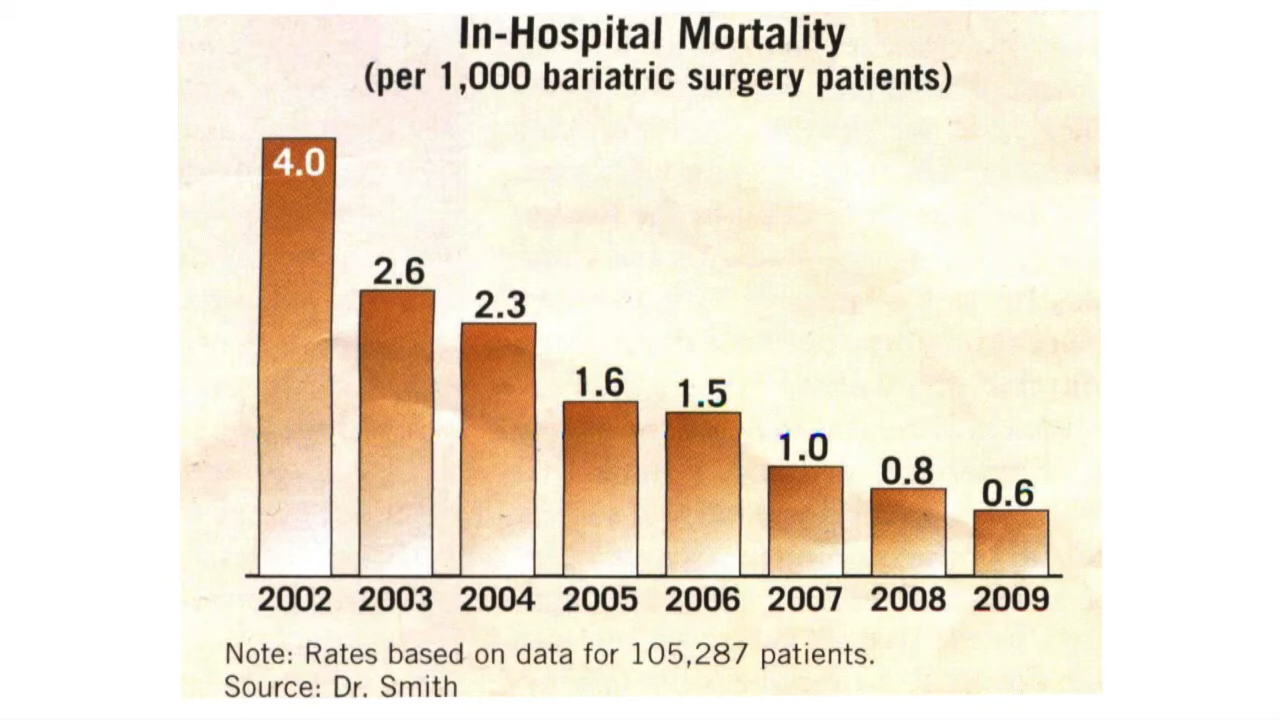 In-Hospital Mortality
(per 1,000 bariatric surgery patients)
4.0
2.6
2.3
1.6
1.5
1.0
0.8
0.6
2002 2003 2004 2005 2006 2007 2008 2009
Note: Rates based on data for 105,287 patients.
Source: Dr. Smith